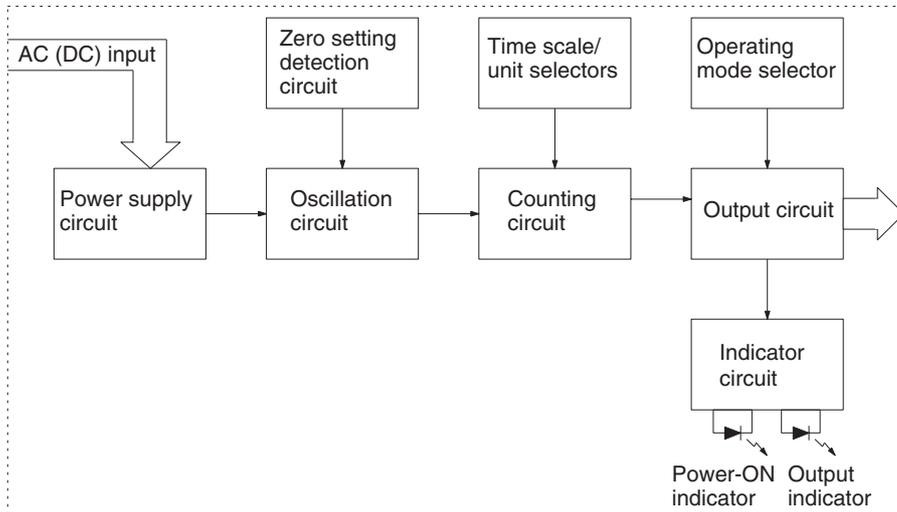 AC (DC) input
Zero setting
detection
circuit
Time scale/
unit selectors
Operating
mode selector
Power supply
circuit
Oscillation
circuit
Counting
circuit
Output circuit
Indicator
circuit
Power-ON
indicator
Output
indicator